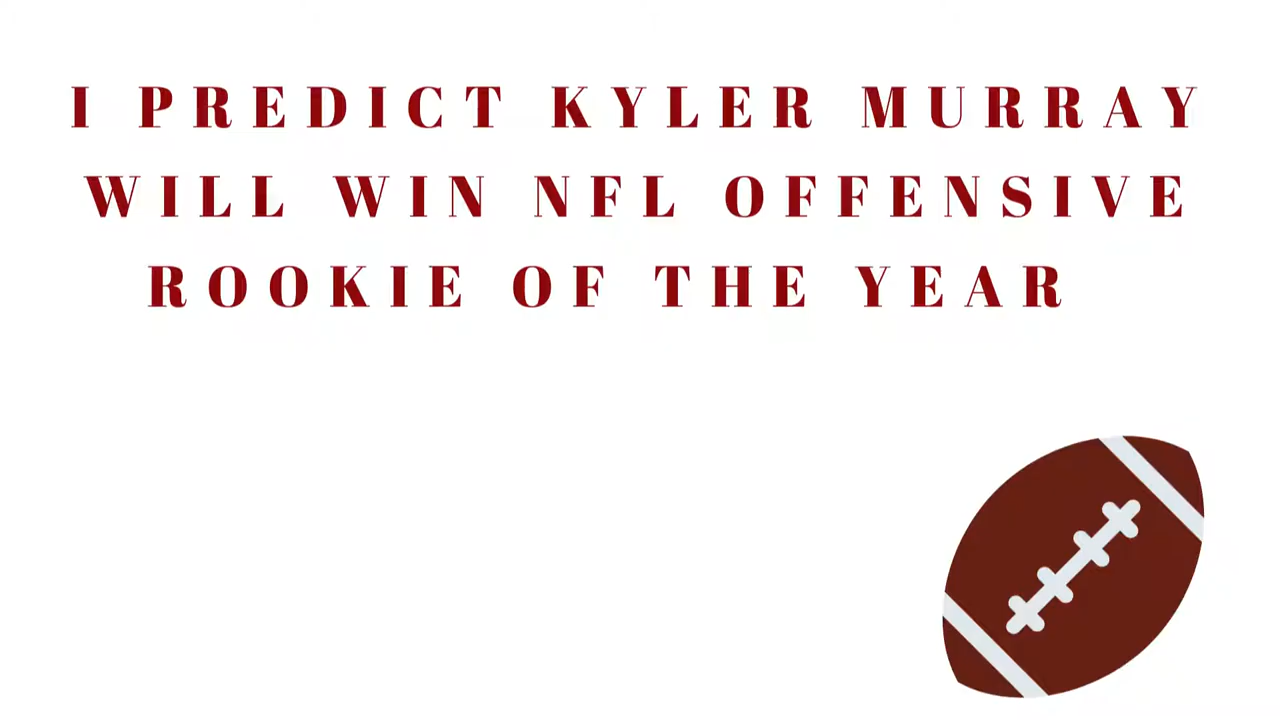 I PREDICT KYLER MURRAY
WILL WIN NFL OFFENSIVE
ROOKIE OF THE YEAR